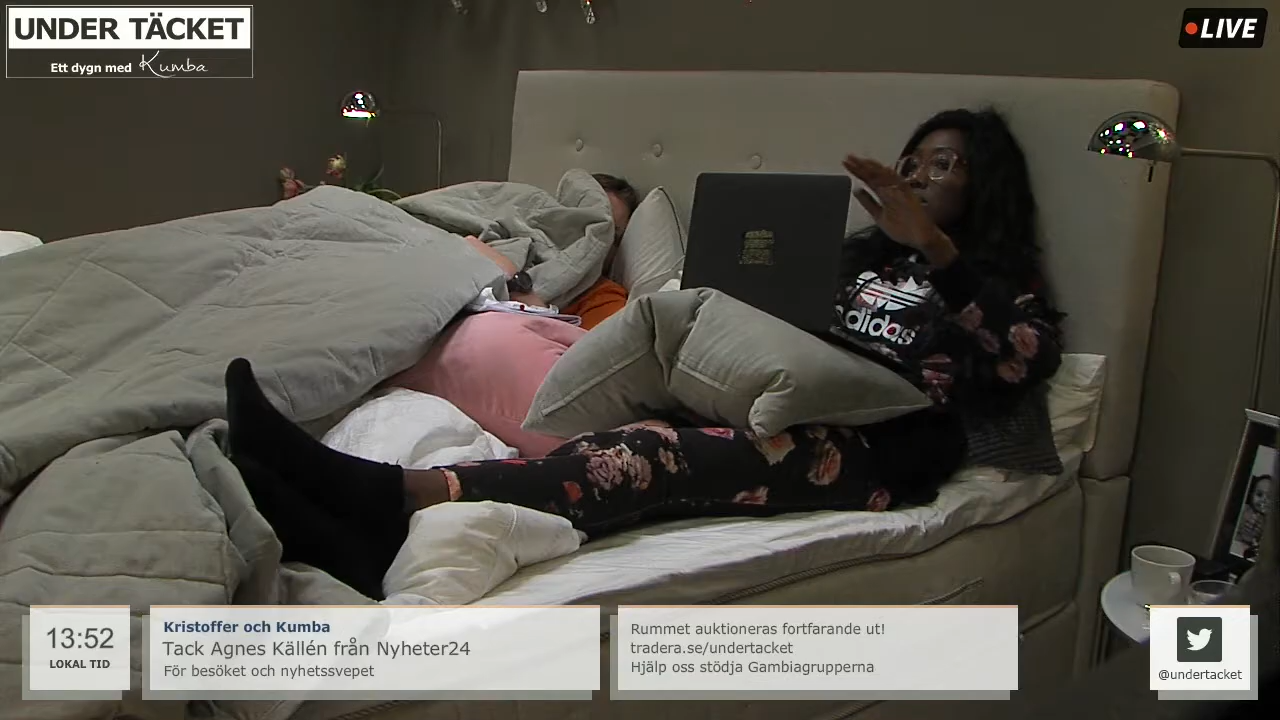 UNDER TÄCKET
Ett dygn med Kumba
LIVE
adidas
13:52
LOKAL TID
Kristoffer och Kumba
Tack Agnes Källén från Nyheter24
För besöket och nyhetssvepet
Rummet auktioneras fortfarande ut!
tradera.se/undertacket
Hjälp oss stödja Gambiagrupperna
@undertacket